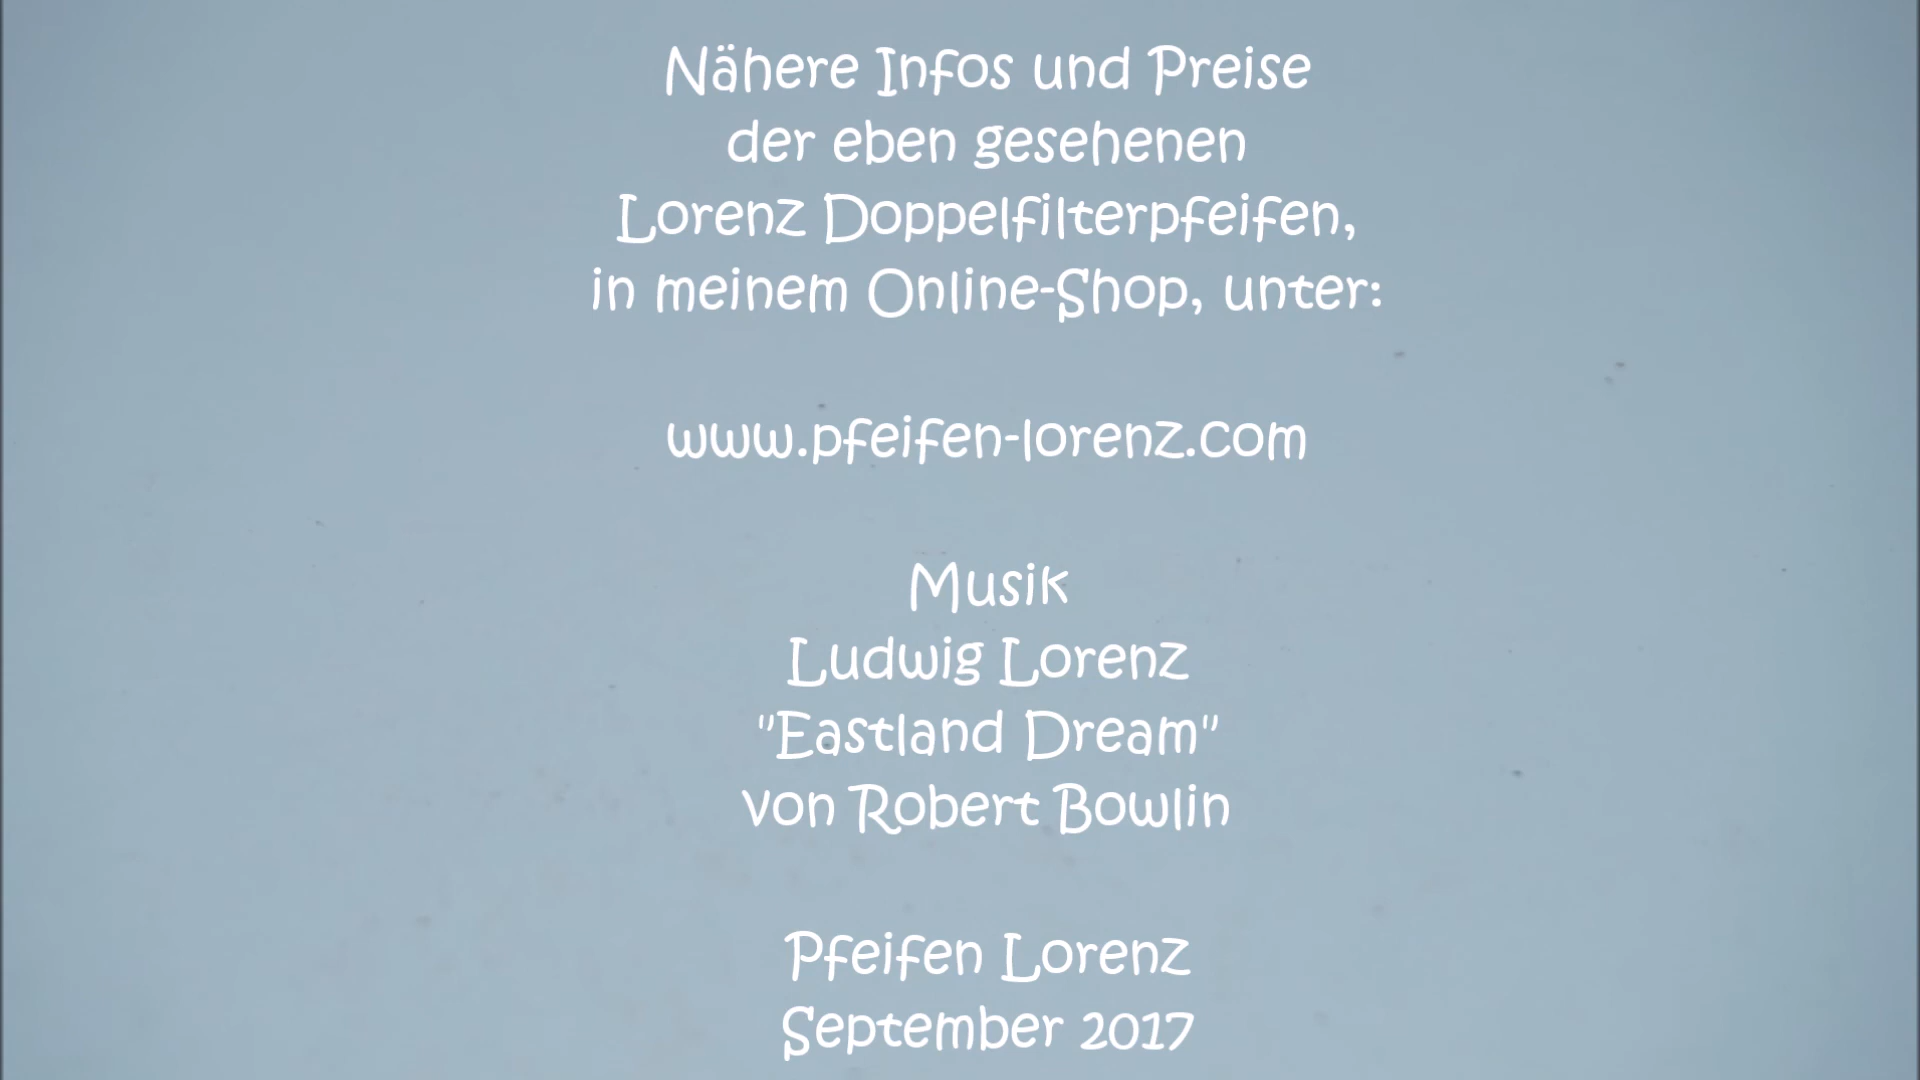 Nähere Infos und Preise
der eben gesehenen
Lorenz Doppelfilterpfeifen,
in meinem Online-Shop, unter:
www.pfeifen-lorenz.com
Musik
Ludwig Lorenz
"Eastland Dream"
von Robert Bowlin
Pfeifen Lorenz
September 2017